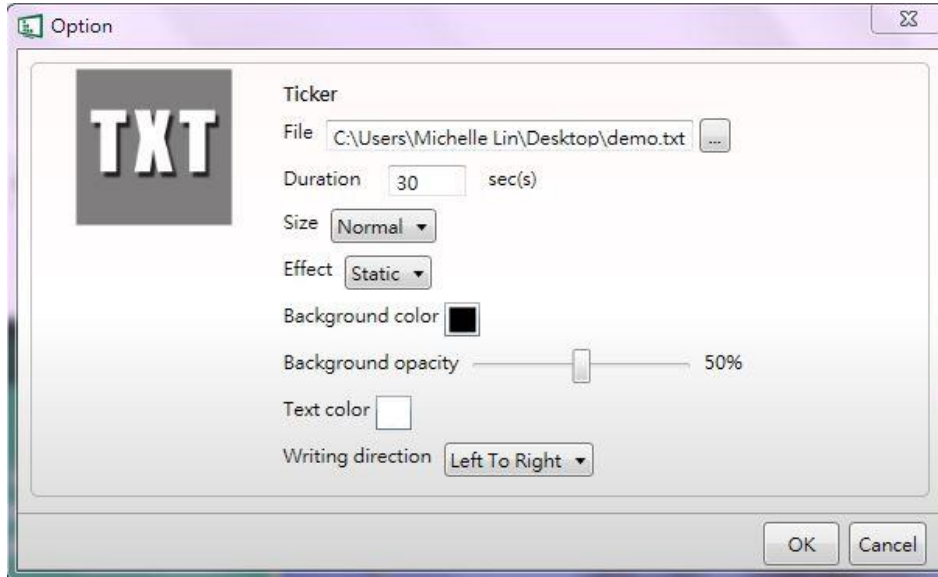 Option
TXT
Ticker
File C:\Users\Michelle Lin\Desktop\demo.txt ...
Duration 30 sec(s)
Size Normal
Effect Static
Background color
Background opacity 50%
Text color
Writing direction Left To Right
OK Cancel